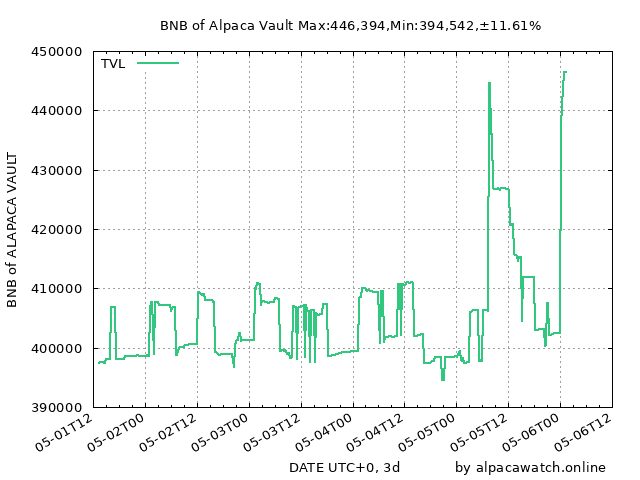 BNB of Alpaca Vault Max:446,394,Min:394,542,±11.61%
450000
TVL
440000
430000
420000
410000
400000
390000
BNB of ALAPACA VAULT
05-01T12
05-02T00
05-02T12
05-03T00
05-03T12
05-04T00
05-04T12
05-05T00
05-05T12
05-06T00
05-06T12
DATE UTC+0, 3d
by alpacawatch.online